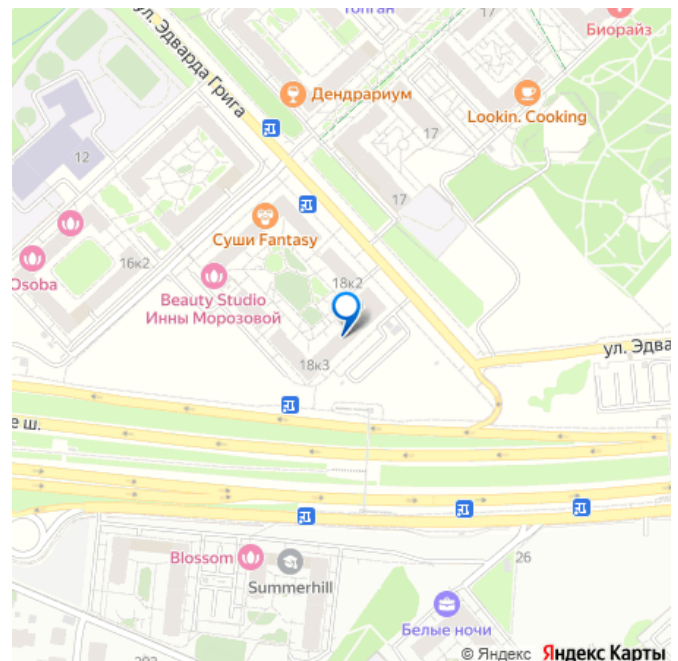 Топган
17
Биорайз
ул. Эдварда Грига
Дендрариум
Lookin. Cooking
17
12
17
Суши Fantasy
16к2
Osoba
18к2
Beauty Studio
Инны Морозовой
18к3
ул. Эдва
е ш.
Blossom
Summerhill
26
Белые ночи
© Яндекс Яндекс Карты